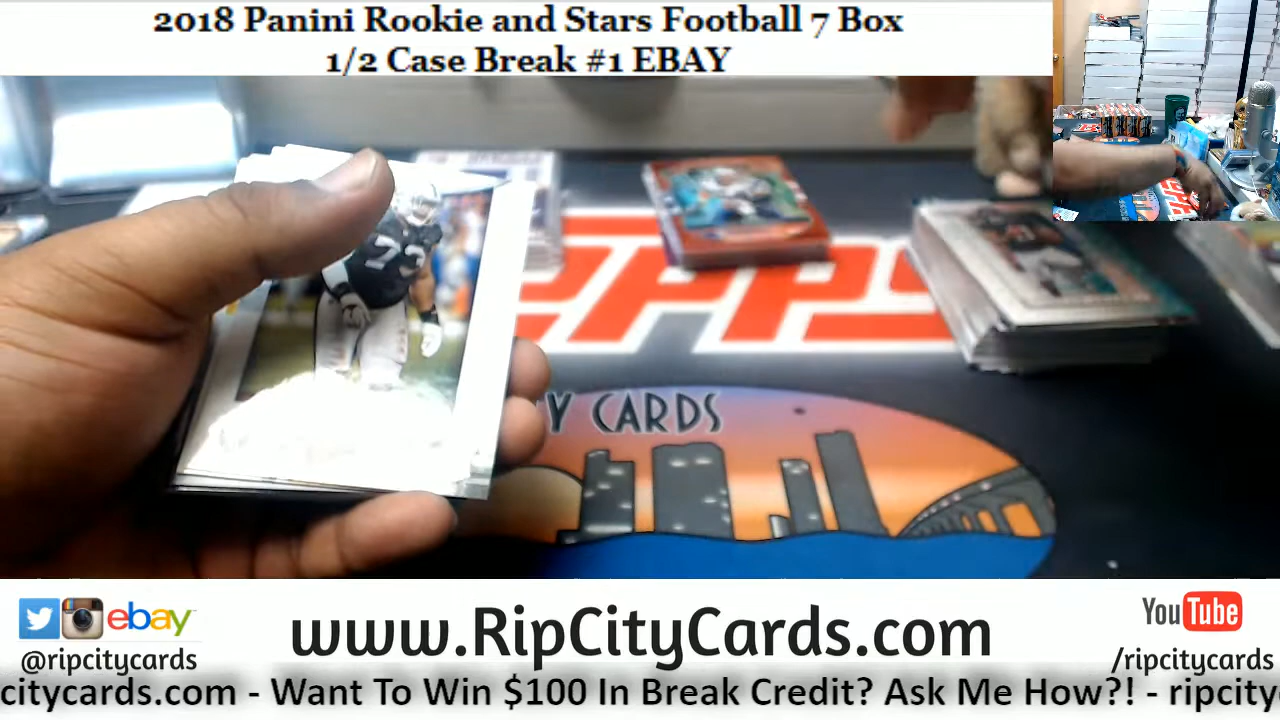 2018 Panini Rookie and Stars Football 7 Box
1/2 Case Break #1 EBAY
73
Y CARDS
ebay
@ripcitycards
www.RipCityCards.com
YouTube
/ripcitycards
citycards.com - Want To Win $100 In Break Credit? Ask Me How?! - ripcity